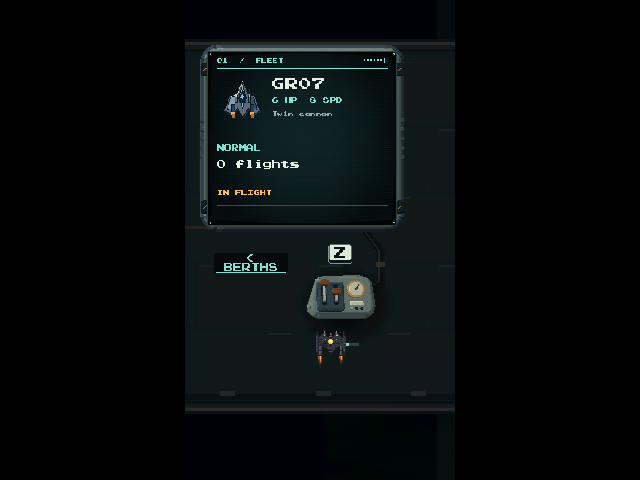 01 / FLEET
GR07
6 HP 8 SPD
Twin cannon
NORMAL
0 flights
IN FLIGHT
Z
<
BERTHS